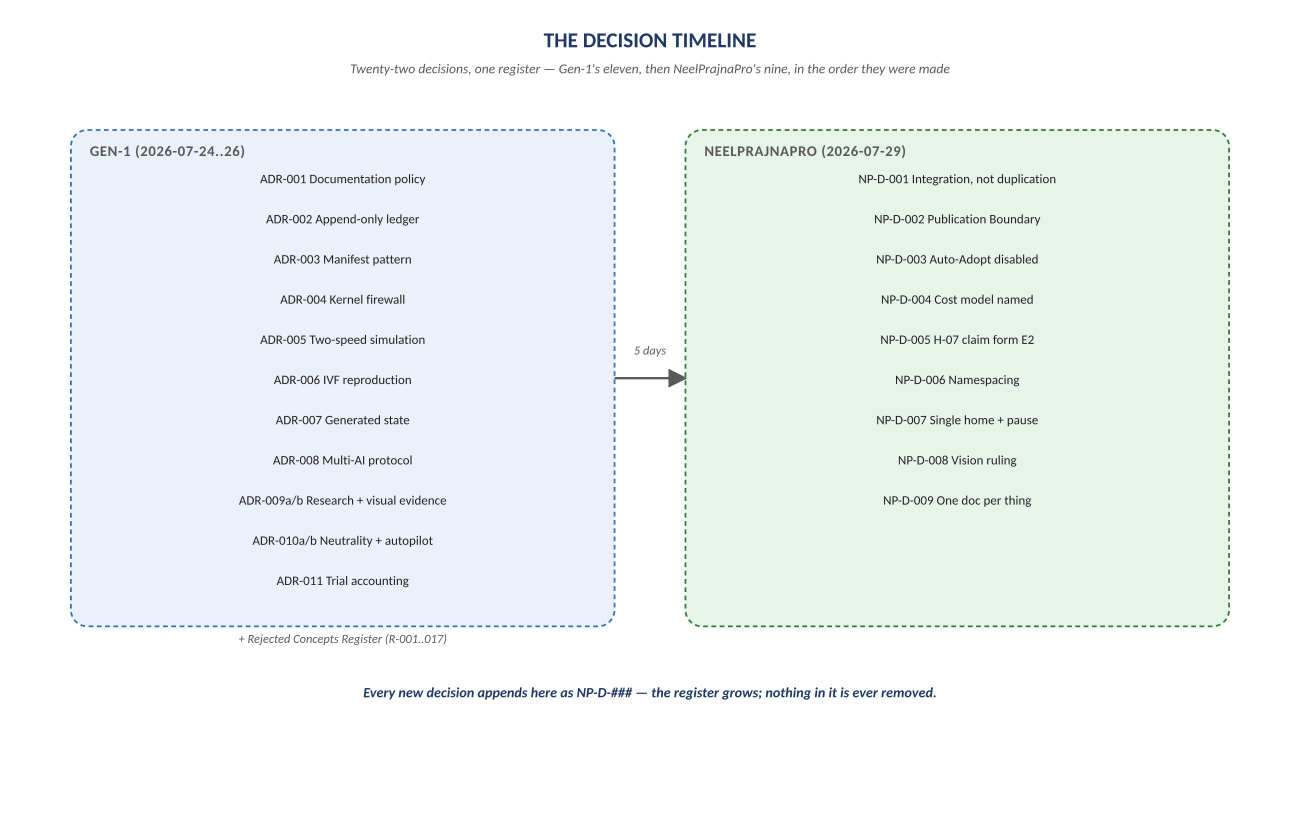 THE DECISION TIMELINE
Twenty-two decisions, one register — Gen-1's eleven, then NeelPrajnaPro's nine, in the order they were made
GEN-1 (2026-07-24..26)
ADR-001 Documentation policy
ADR-002 Append-only ledger
ADR-003 Manifest pattern
ADR-004 Kernel firewall
ADR-005 Two-speed simulation
ADR-006 IVF reproduction
ADR-007 Generated state
ADR-008 Multi-AI protocol
ADR-009a/b Research + visual evidence
ADR-010a/b Neutrality + autopilot
ADR-011 Trial accounting
+ Rejected Concepts Register (R-001..017)
5 days
NEELPRAJNAPRO (2026-07-29)
NP-D-001 Integration, not duplication
NP-D-002 Publication Boundary
NP-D-003 Auto-Adopt disabled
NP-D-004 Cost model named
NP-D-005 H-07 claim form E2
NP-D-006 Namespacing
NP-D-007 Single home + pause
NP-D-008 Vision ruling
NP-D-009 One doc per thing
Every new decision appends here as NP-D-### — the register grows; nothing in it is ever removed.